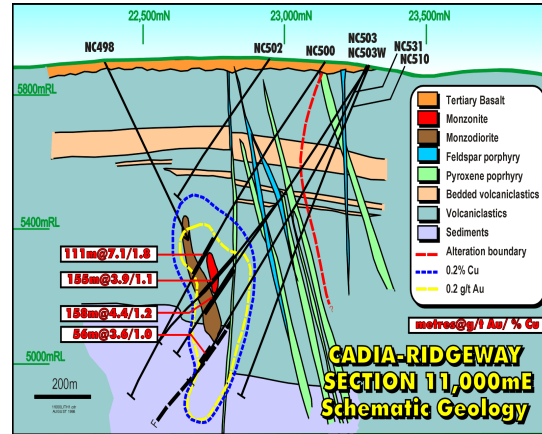 22,500mN
23,000mN
23,500mN
NC498
NC502
NC500
NC503
NC503W
NC531
NC510
5800mRL
5400mRL
5000mRL
Tertiary Basalt
Monzonite
Monzodiorite
Feldspar porphyry
Pyroxene poprhyry
Bedded volcaniclastics
Volcaniclastics
Sediments
Alteration boundary
0.2% Cu
0.2 g/t Au
111m@7.1/1.8
155m@3.9/1.1
158m@4.4/1.2
56m@3.6/1.0
metres@g/t Au/ % Cu
F
200m
CADIA-RIDGEWAY
SECTION 11,000mE
Schematic Geology